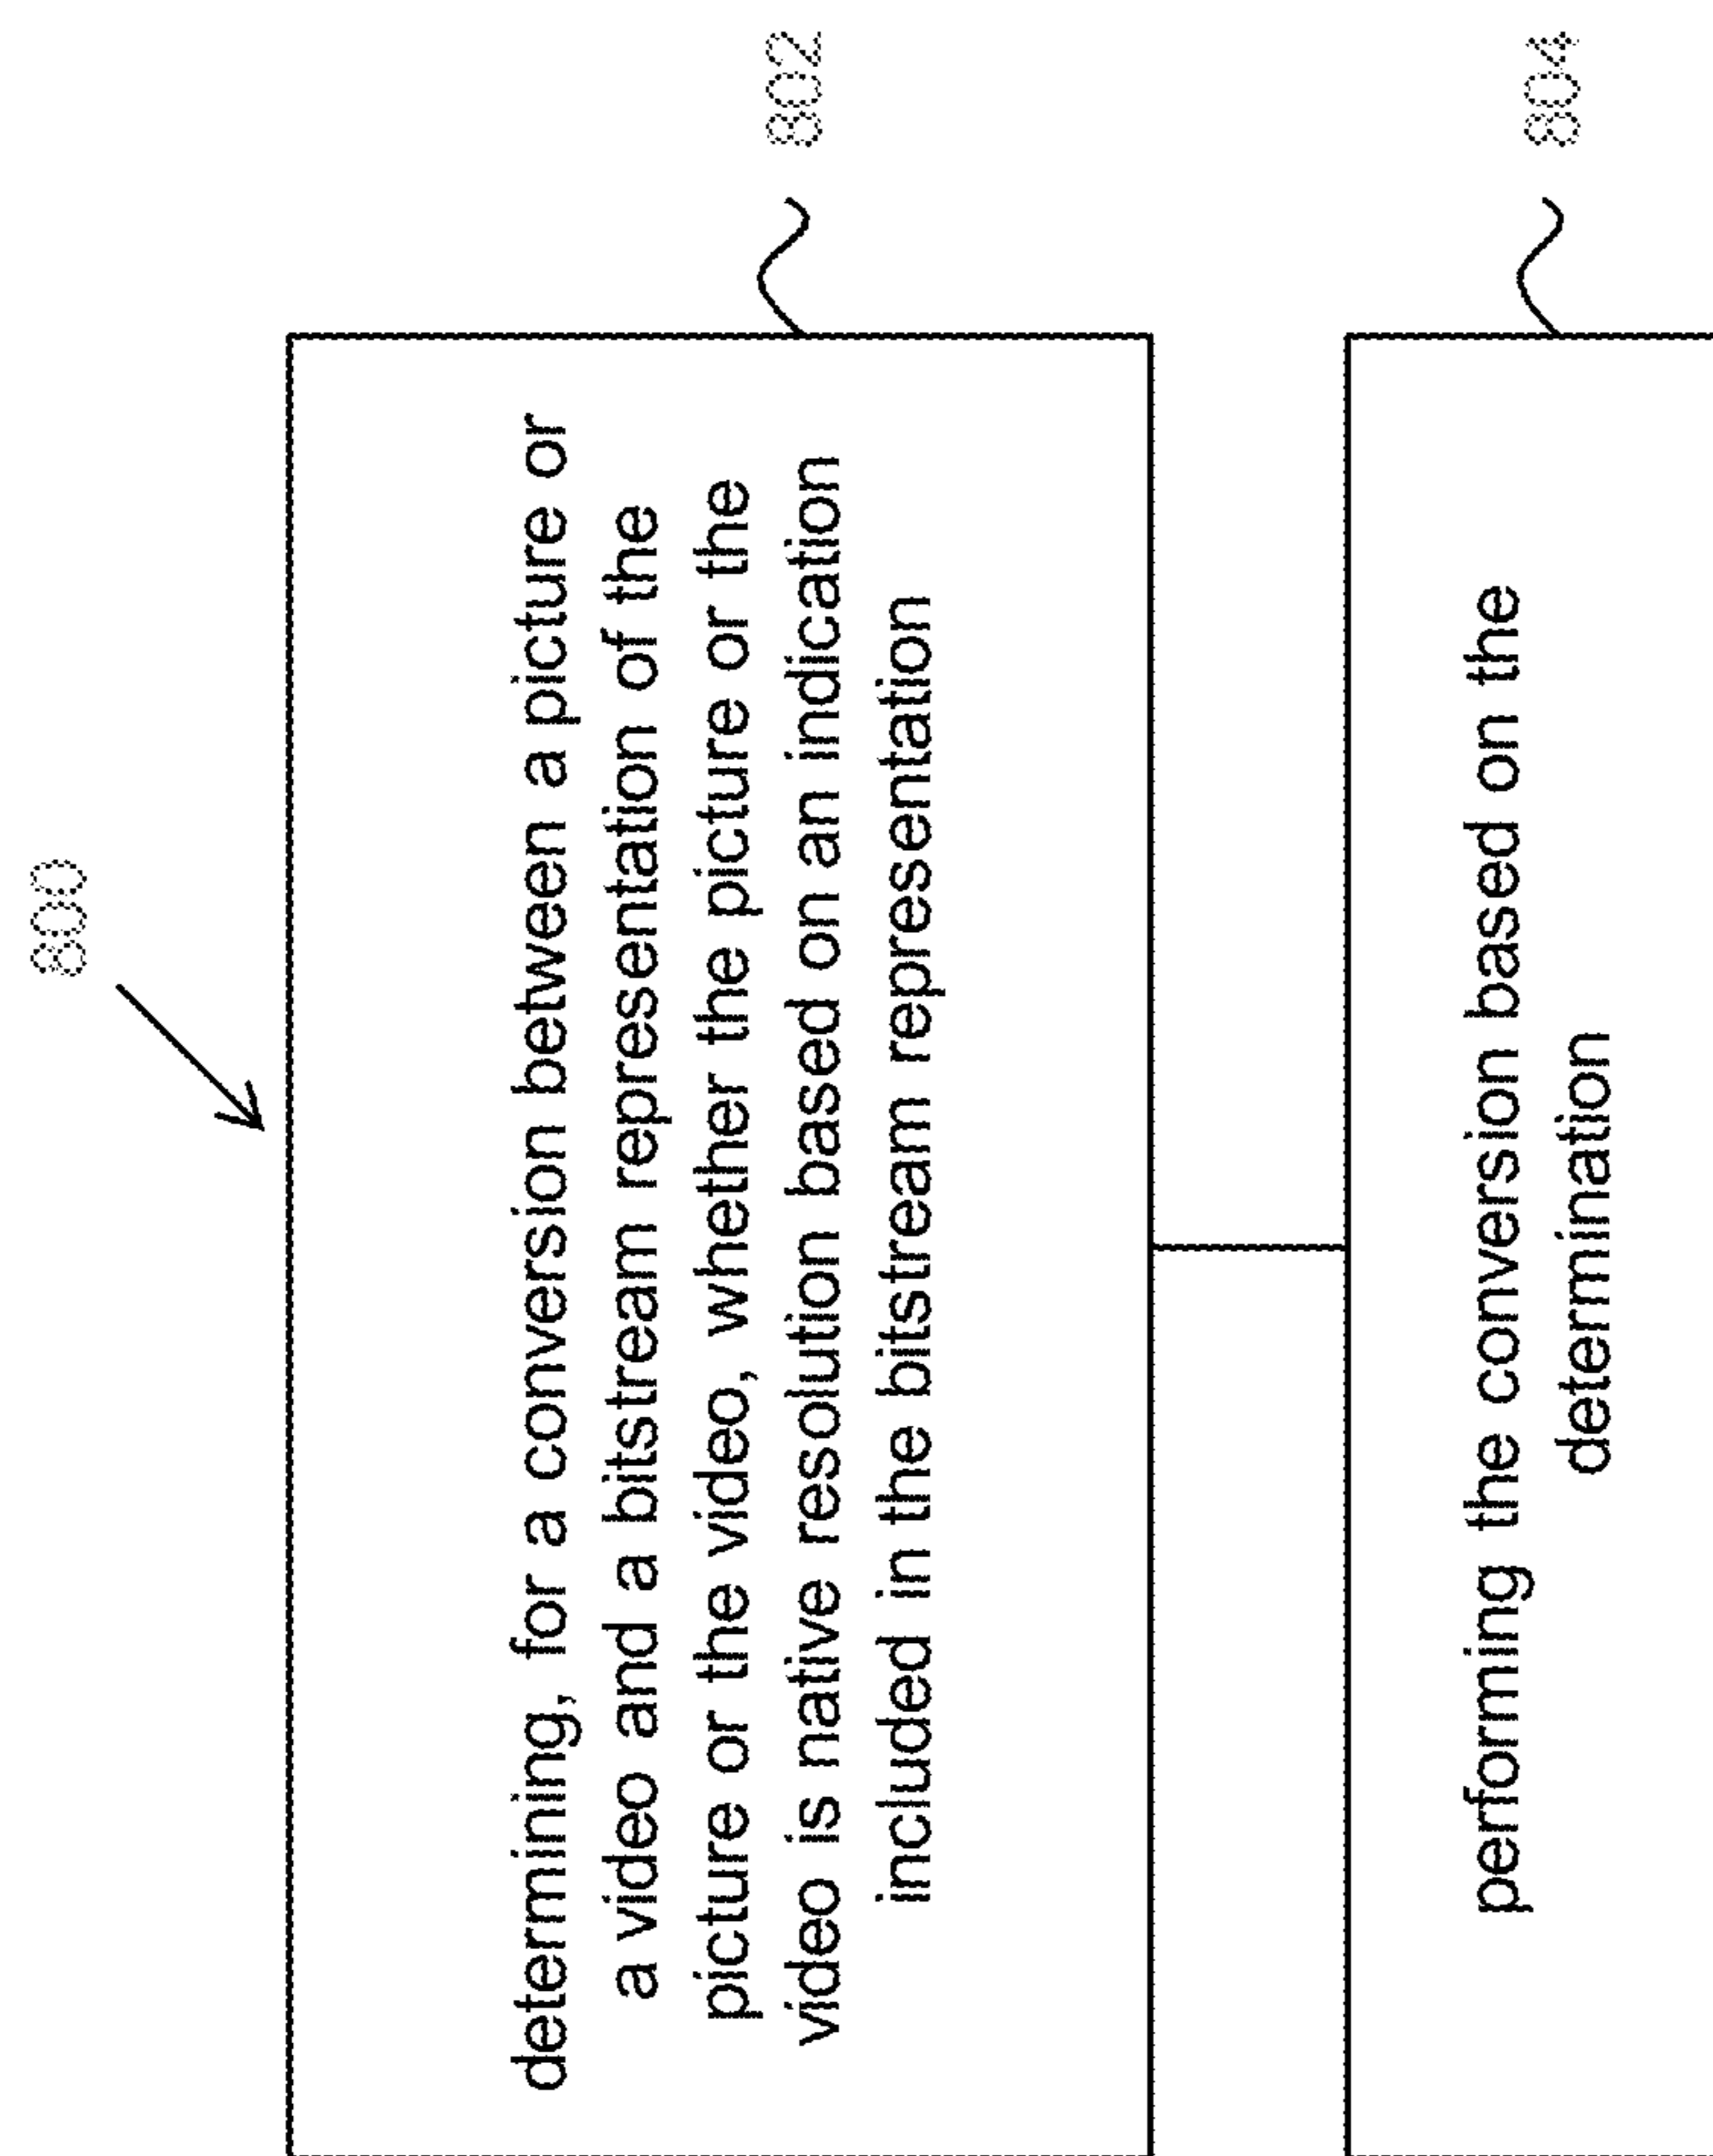 800
determining, for a conversion between a picture or
a video and a bitstream representation of the
picture or the video, whether the picture or the
video is native resolution based on an indication
included in the bitstream representation
802
performing the conversion based on the
determination
804